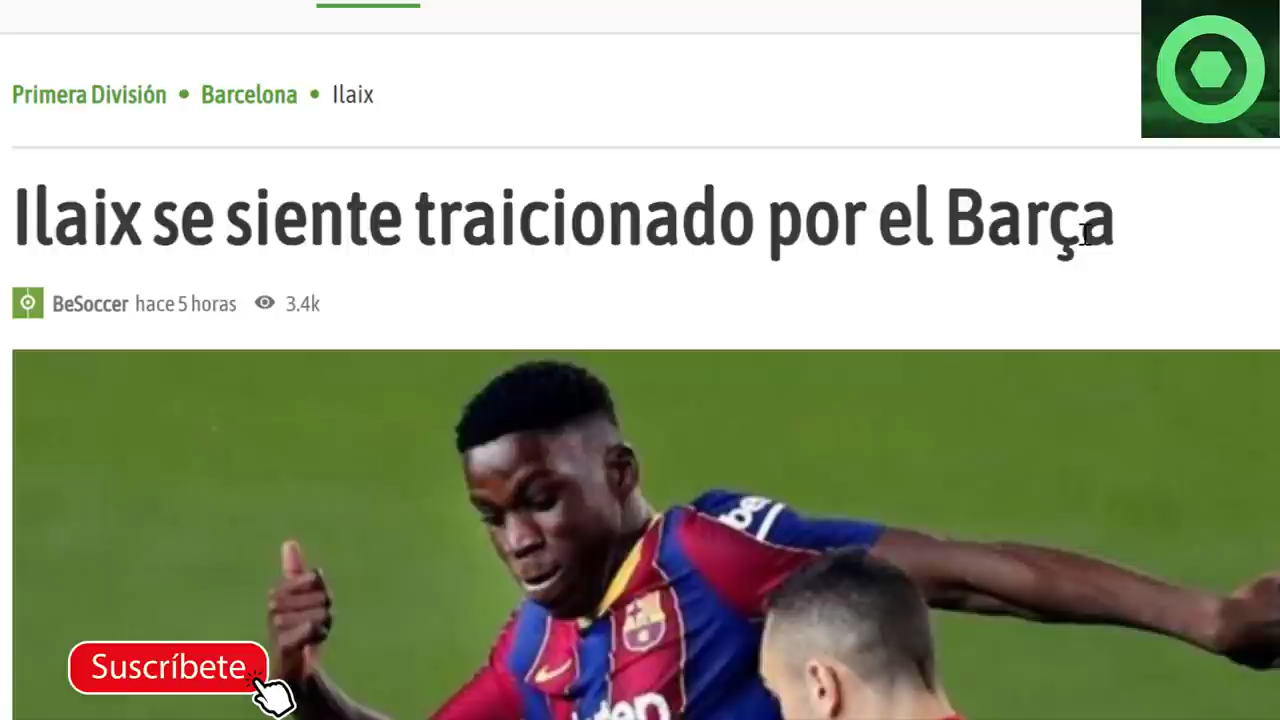 Primera División • Barcelona • Ilaix
Ilaix se siente traicionado por el Barça
BeSoccer hace 5 horas 3.4k
Suscríbete